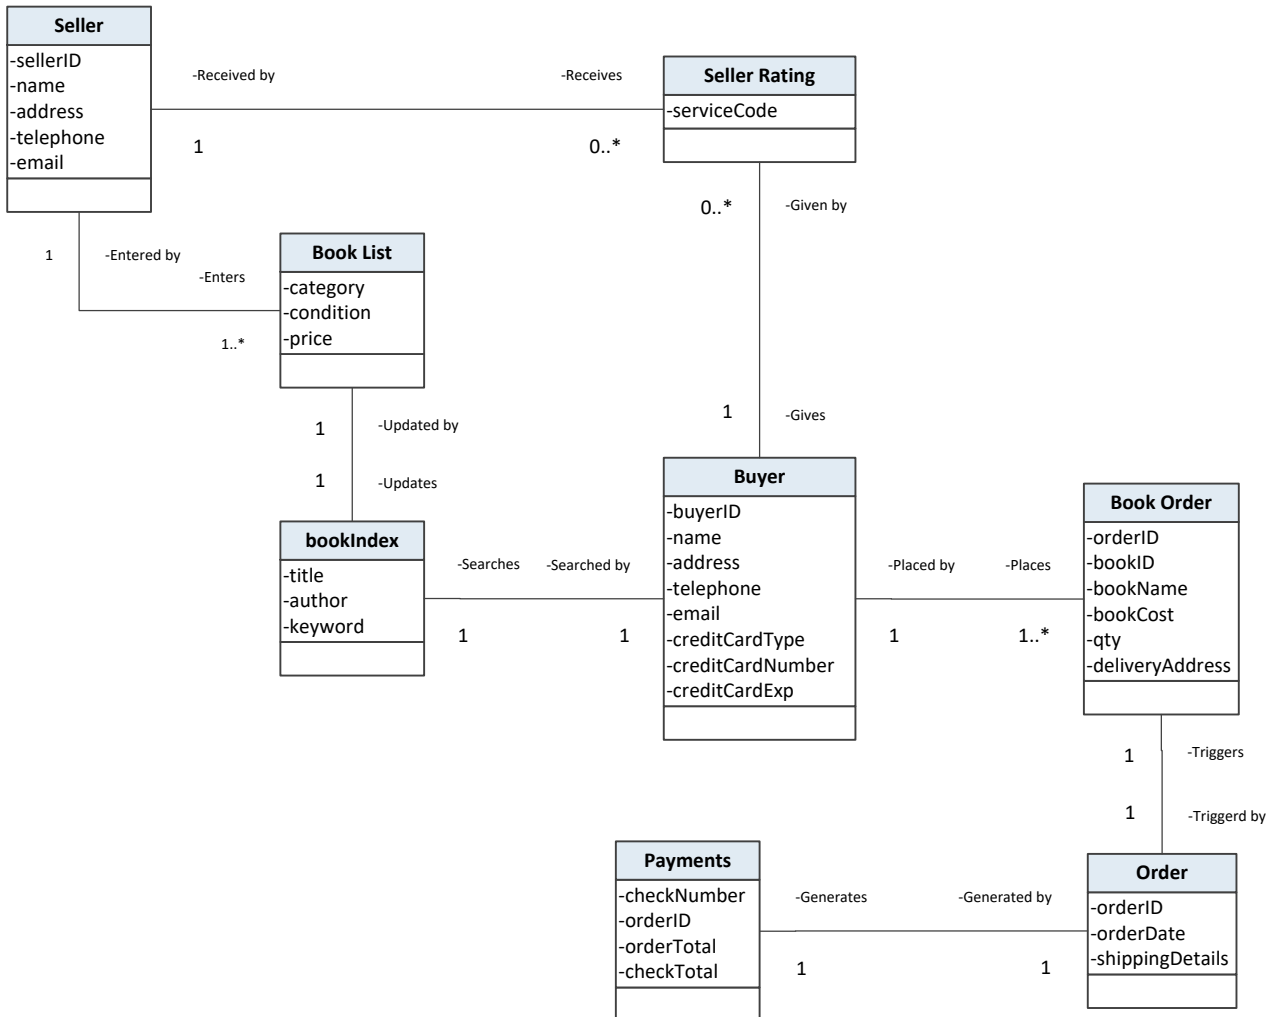 Seller
-sellerID
-name
-address
-telephone
-email
-Received by
-Receives
1
0..*
Seller Rating
-serviceCode
0..*
-Given by
1
-Entered by
-Enters
1..*
Book List
-category
-condition
-price
1
-Updated by
1
-Updates
1
-Gives
bookIndex
-title
-author
-keyword
-Searches
-Searched by
1
1
Buyer
-buyerID
-name
-address
-telephone
-email
-creditCardType
-creditCardNumber
-creditCardExp
-Placed by
-Places
1
1..*
Book Order
-orderID
-bookID
-bookName
-bookCost
-qty
-deliveryAddress
1
-Triggers
1
-Triggerd by
Payments
-checkNumber
-orderID
-orderTotal
-checkTotal
-Generates
-Generated by
1
1
Order
-orderID
-orderDate
-shippingDetails